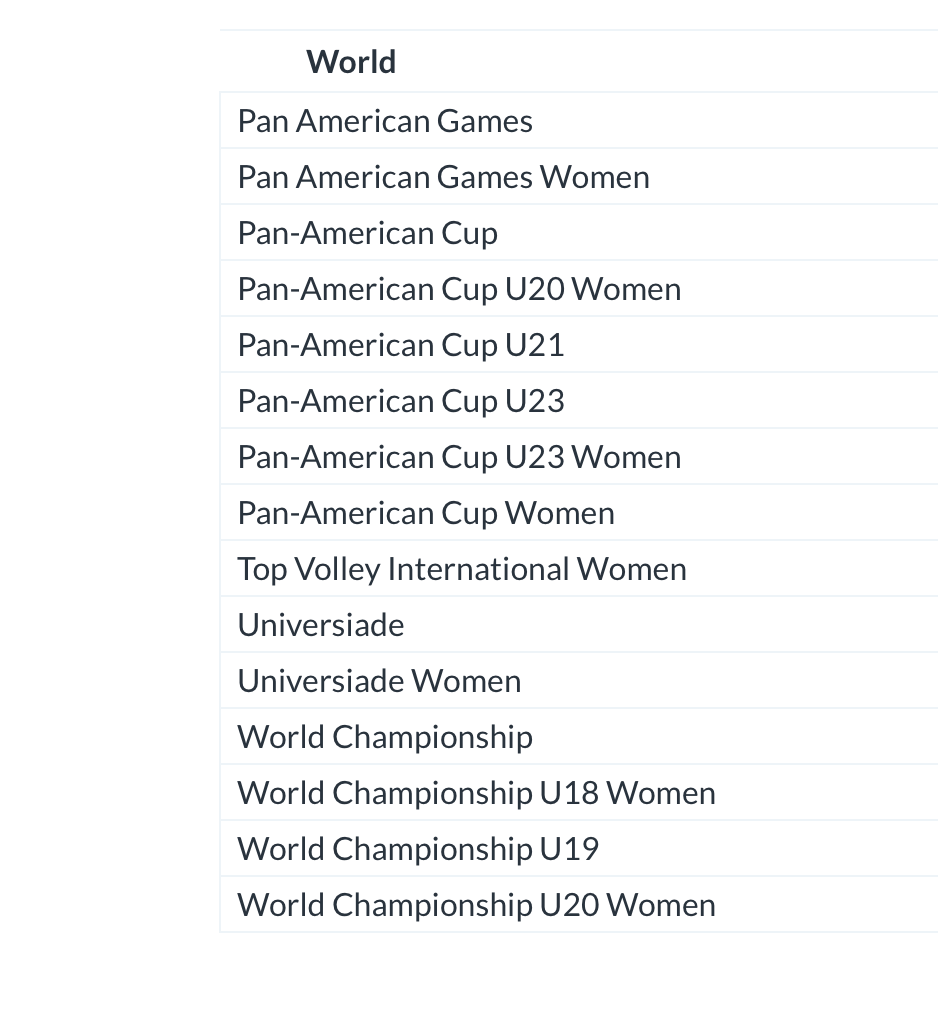 World
Pan American Games
Pan American Games Women
Pan-American Cup
Pan-American Cup U20 Women
Pan-American Cup U21
Pan-American Cup U23
Pan-American Cup U23 Women
Pan-American Cup Women
Top Volley International Women
Universiade
Universiade Women
World Championship
World Championship U18 Women
World Championship U19
World Championship U20 Women